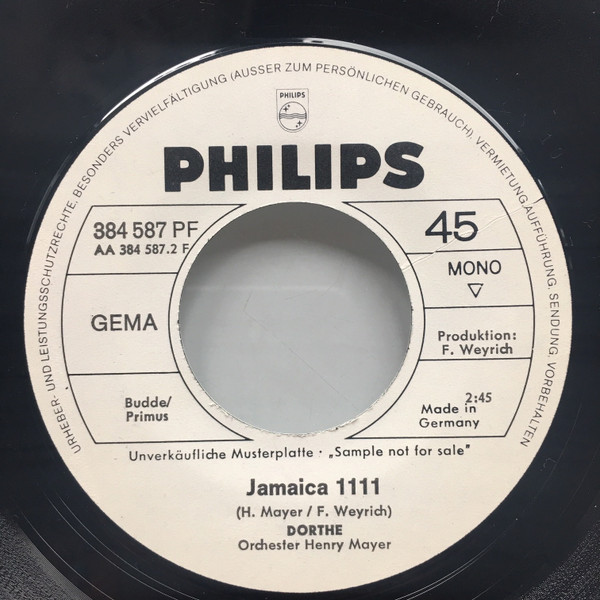 URHEBER- UND LEISTUNGSSCHUTZRECHTE, BESONDERS VERVIELFÄLTIGUNG (AUSSER ZUM PERSÖNLICHEN GEBRAUCH), VERMIETUNG, AUFFÜHRUNG, SENDUNG, VORBEHALTEN
PHILIPS
PHILIPS
384 587 PF
AA 384 587.2 F
45
MONO
GEMA
Produktion:
F. Weyrich
Budde/
Primus
2:45
Made in
Germany
Unverkäufliche Musterplatte · „Sample not for sale"
Jamaica 1111
(H. Mayer / F. Weyrich)
DORTHE
Orchester Henry Mayer